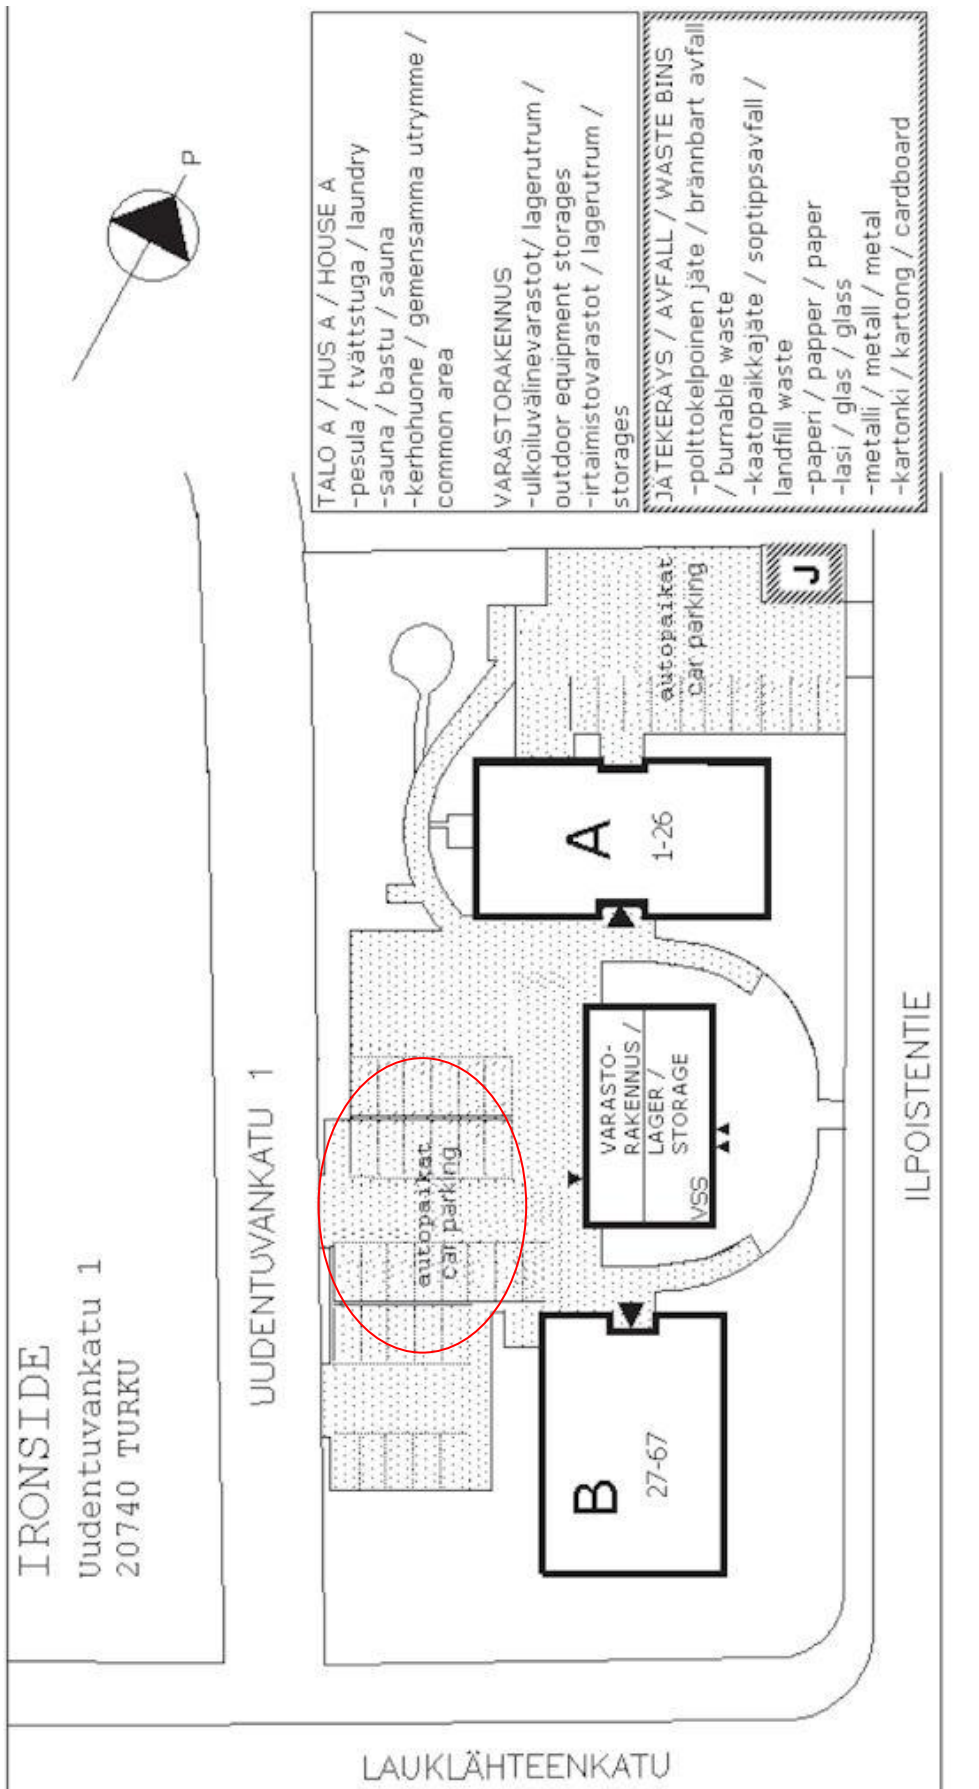 IRONSIDE
Uudentuvankatu 1
20740 TURKU
UUDENTUVANKATU 1
P
TALO A / HUS A / HOUSE A
-pesula / tvättstuga / laundry
-sauna / bastu / sauna
-kerhohuone / gemensamma utrymme /
common area
VARASTORAKENNUS
-ulkoiluvälinevarastot/ lagerutrum /
outdoor equipment storages
-irtaimistovarastot / lagerutrum /
storages
JÄTEKERÄYS / AVFALL / WASTE BINS
-polttokelpoinen jäte / brännbart avfall
/ burnable waste
-kaatopaikkajäte / soptippsavfall /
landfill waste
-paperi / papper / paper
-lasi / glas / glass
-metalli / metall / metal
-kartonki / kartong / cardboard
autopaikat
car parking
autopaikat
car parking
J
B
27-67
VARASTO-
RAKENNUS /
LAGER /
STORAGE
VSS
A
1-26
LAUKLÄHTEENKATU
ILPOISTENTIE